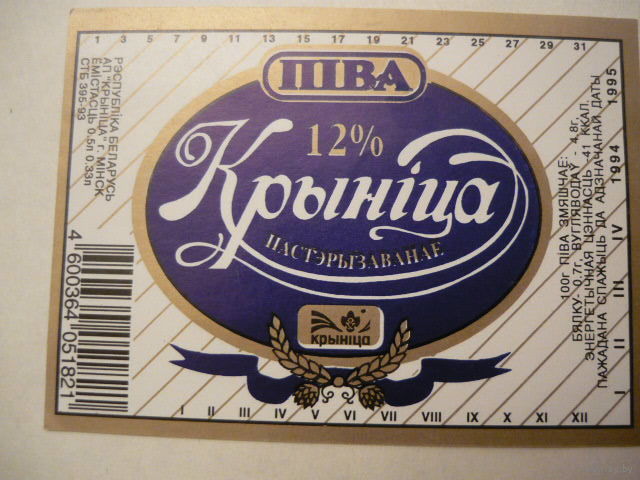 1 3 5 7 9 11 13 15 17 19 21 23 25 27 29 31
ПІВА
12%
Крыніца
ПАСТЭРЫЗАВАНАЕ
крыніца
I II III IV V VI VII VIII IX X XI XII
РЭСПУБЛІКА БЕЛАРУСЬ
АП "КРЫНІЦА" г. МІНСК
ЕМІСТАСЦЬ 0,5л 0.33л
СТБ 395-93
4 600364 051821
100г ПІВА ЗМЯШЧАЕ:
БЯЛКУ- 0,7г, ВУГЛЯВОДА - 4,8г,
ЭНЕРГЕТЫЧНАЯ ЦЭННАСЦЬ -41 ККАЛ,
ПАЖАДАНА СПАЖЫЦЬ ДА АДЗНАЧАНАЙ ДАТЫ
I II III IV 1994 1995